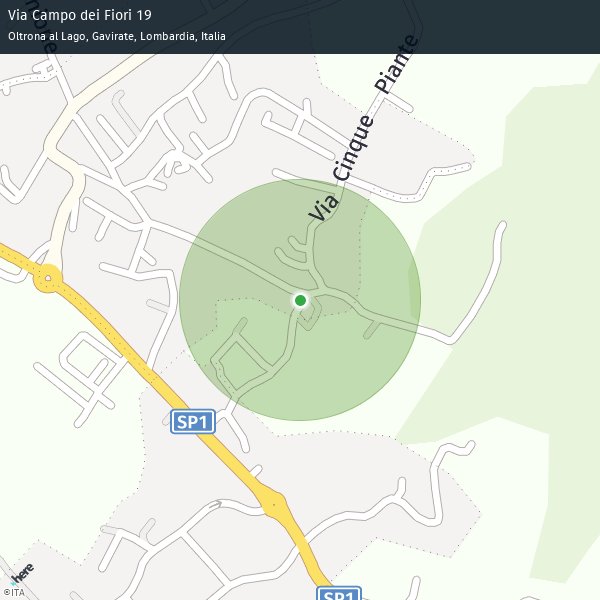 Via Campo dei Fiori 19
Oltrona al Lago, Gavirate, Lombardia, Italia
Via Cinque Piante
SP1
SP1
here
©ITA